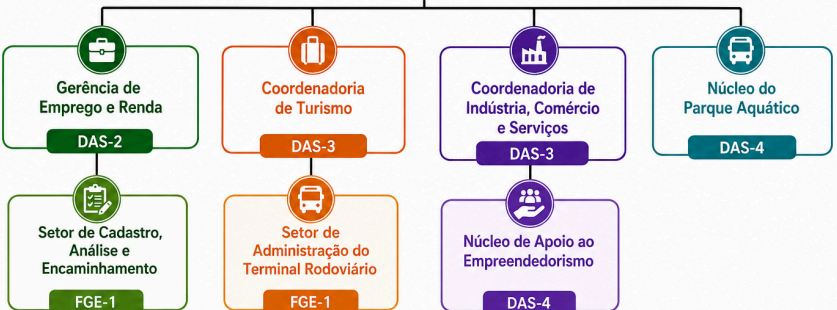 Gerência de
Emprego e Renda
DAS-2
Coordenadoria
de Turismo
DAS-3
Coordenadoria de
Indústria, Comércio
e Serviços
DAS-3
Núcleo do
Parque Aquático
DAS-4
Setor de Cadastro,
Análise e
Encaminhamento
FGE-1
Setor de
Administração do
Terminal Rodoviário
FGE-1
Núcleo de Apoio ao
Empreendedorismo
DAS-4